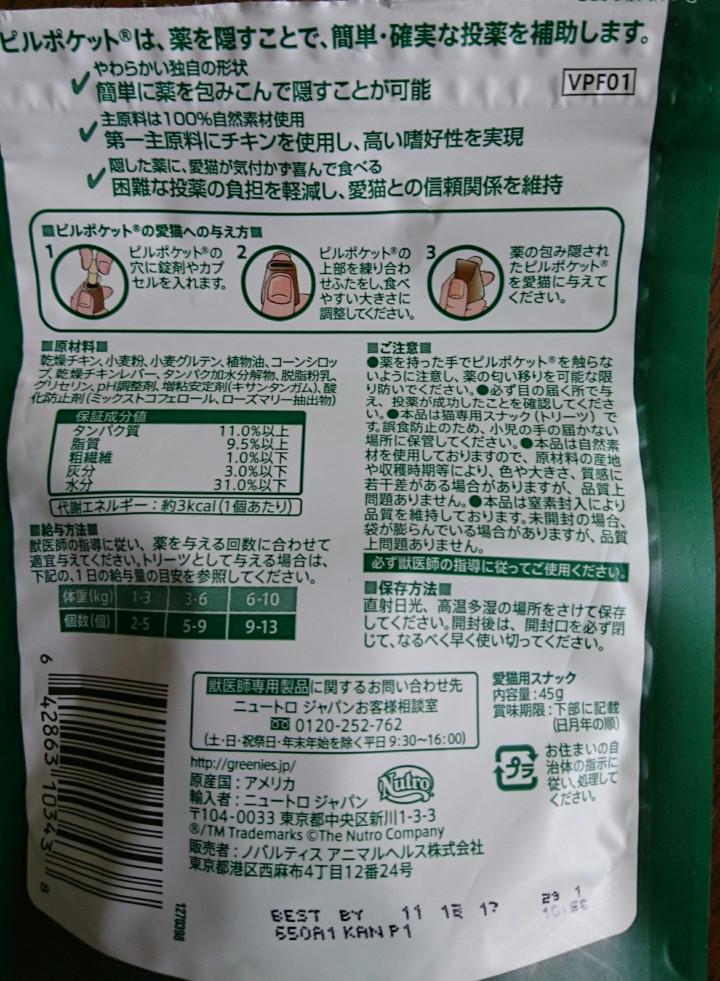 ピルポケット®は、薬を隠すことで、簡単・確実な投薬を補助します。
VPF01
✓やわらかい独自の形状
簡単に薬を包みこんで隠すことが可能
✓主原料は100%自然素材使用
第一主原料にチキンを使用し、高い嗜好性を実現
✓隠した薬に、愛猫が気付かず喜んで食べる
困難な投薬の負担を軽減し、愛猫との信頼関係を維持
■ピルポケット®の愛猫への与え方■
1
ピルポケット®の
穴に錠剤やカプ
セルを入れます。
2
ピルポケット®の
上部を練り合わ
せふたをし、食べ
やすい大きさに
調整してください。
3
薬の包み隠され
たピルポケット®
を愛猫に与えて
ください。
■原材料■
乾燥チキン、小麦粉、小麦グルテン、植物油、コーンシロッ
プ、乾燥チキンレバー、タンパク加水分解物、脱脂粉乳、
グリセリン、pH調整剤、増粘安定剤(キサンタンガム)、酸
化防止剤(ミックストコフェロール、ローズマリー抽出物)
保証成分値
タンパク質 11.0%以上
脂質 9.5%以上
粗繊維 1.0%以下
灰分 3.0%以下
水分 31.0%以下
代謝エネルギー:約3kcal(1個あたり)
■給与方法■
獣医師の指導に従い、薬を与える回数に合わせて
適宜与えてください。トリーツとして与える場合は、
下記の、1日の給与量の目安を参照してください。
体重(kg) 1-3 3-6 6-10
個数(個) 2-5 5-9 9-13
■ご注意■
●薬を持った手でピルポケット®を触らな
いように注意し、薬の匂い移りを可能な限
り防いでください。●必ず目の届く所で与
え、投薬が成功したことを確認してくださ
い。●本品は猫専用スナック(トリーツ)で
す。誤食防止のため、小児の手の届かない
場所に保管してください。●本品は自然素
材を使用しておりますので、原材料の産地
や収穫時期等により、色や大きさ、質感に
若干差がある場合がありますが、品質上
問題ありません。●本品は窒素封入により
品質を維持しております。未開封の場合、
袋が膨らんでいる場合がありますが、品質
上問題ありません。
必ず獣医師の指導に従ってご使用ください。
■保存方法■
直射日光、高温多湿の場所をさけて保存
してください。開封後は、開封口を必ず閉
じて、なるべく早く使い切ってください。
6 42863 10343 8
獣医師専用製品に関するお問い合わせ先
ニュートロ ジャパンお客様相談室
0120-252-762
(土・日・祝祭日・年末年始を除く平日 9:30~16:00)
愛猫用スナック
内容量:45g
賞味期限:下部に記載
(日月年の順)
プラ
お住まいの自
治体の指示に
従い、処理して
ください。
http://greenies.jp/
原産国:アメリカ
輸入者:ニュートロ ジャパン
Nutro
〒104-0033 東京都中央区新川1-3-3
®/TM Trademarks ©The Nutro Company
販売者:ノバルティス アニマルヘルス株式会社
東京都港区西麻布4丁目12番24号
1270398
BEST BY 11 12 17
650A1 KAN P1